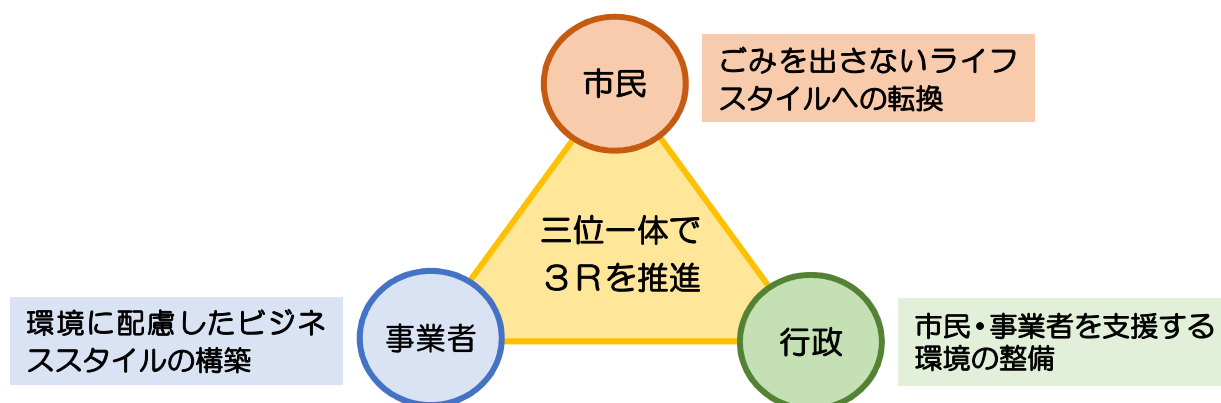 市民
ごみを出さないライフ
スタイルへの転換
三位一体で
３Ｒを推進
環境に配慮したビジネ
ススタイルの構築
事業者
行政
市民・事業者を支援する
環境の整備